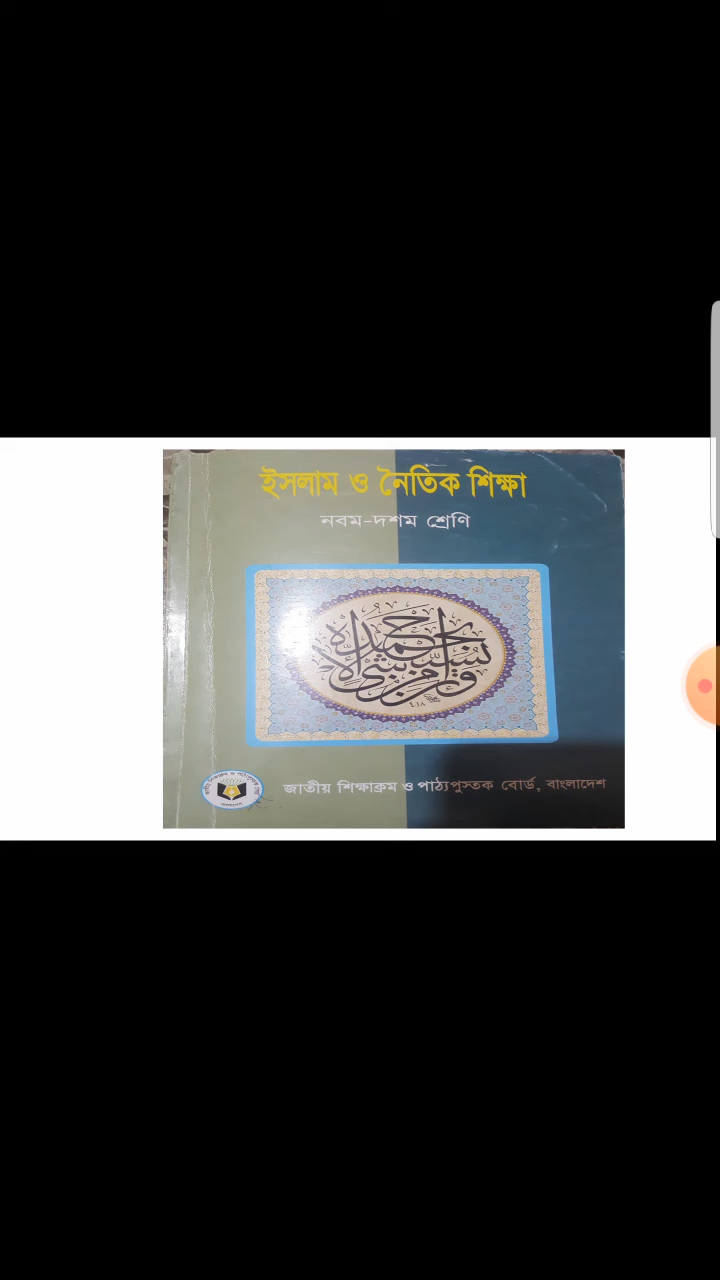 ইসলাম ও নৈতিক শিক্ষা
নবম-দশম শ্রেণি
জাতীয় শিক্ষাক্রম ও পাঠ্যপুস্তক বোর্ড, বাংলাদেশ